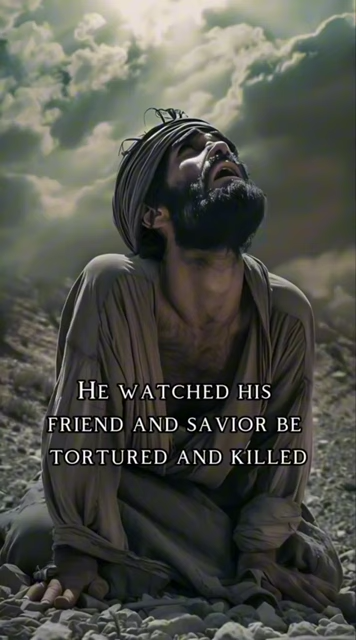 He watched his
friend and savior be
tortured and killed